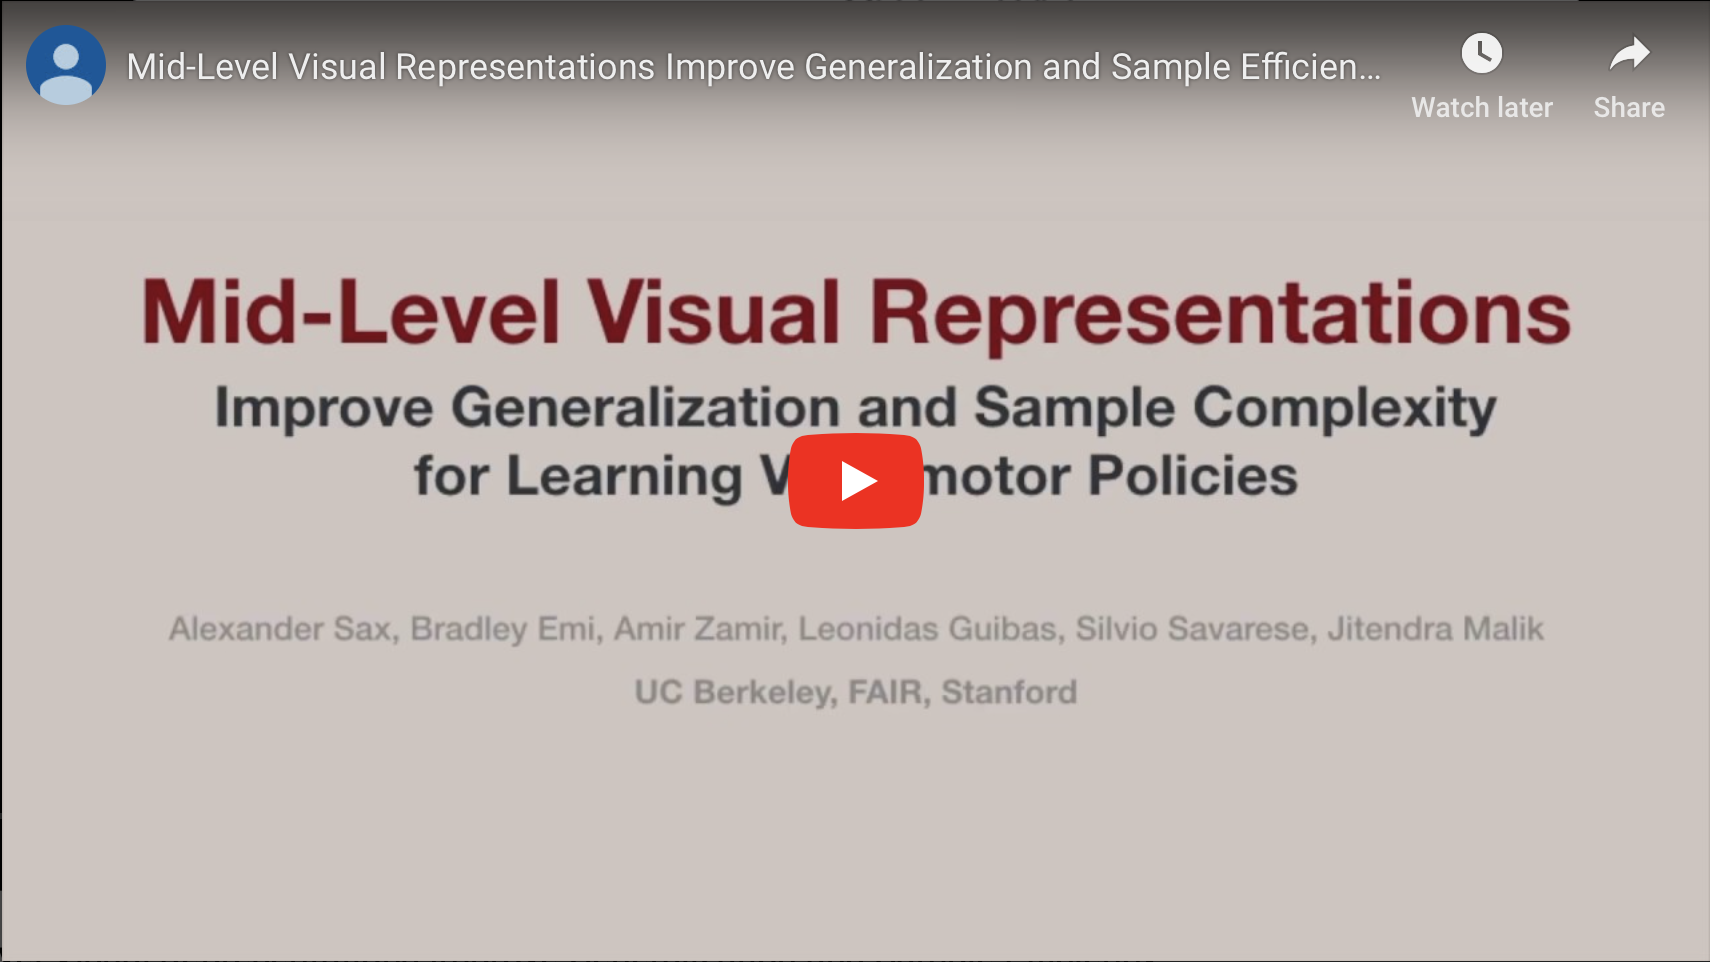 Mid-Level Visual Representations Improve Generalization and Sample Efficien...
Watch later
Share
Mid-Level Visual Representations
Improve Generalization and Sample Complexity
for Learning motor Policies
Alexander Sax, Bradley Emi, Amir Zamir, Leonidas Guibas, Silvio Savarese, Jitendra Malik
UC Berkeley, FAIR, Stanford